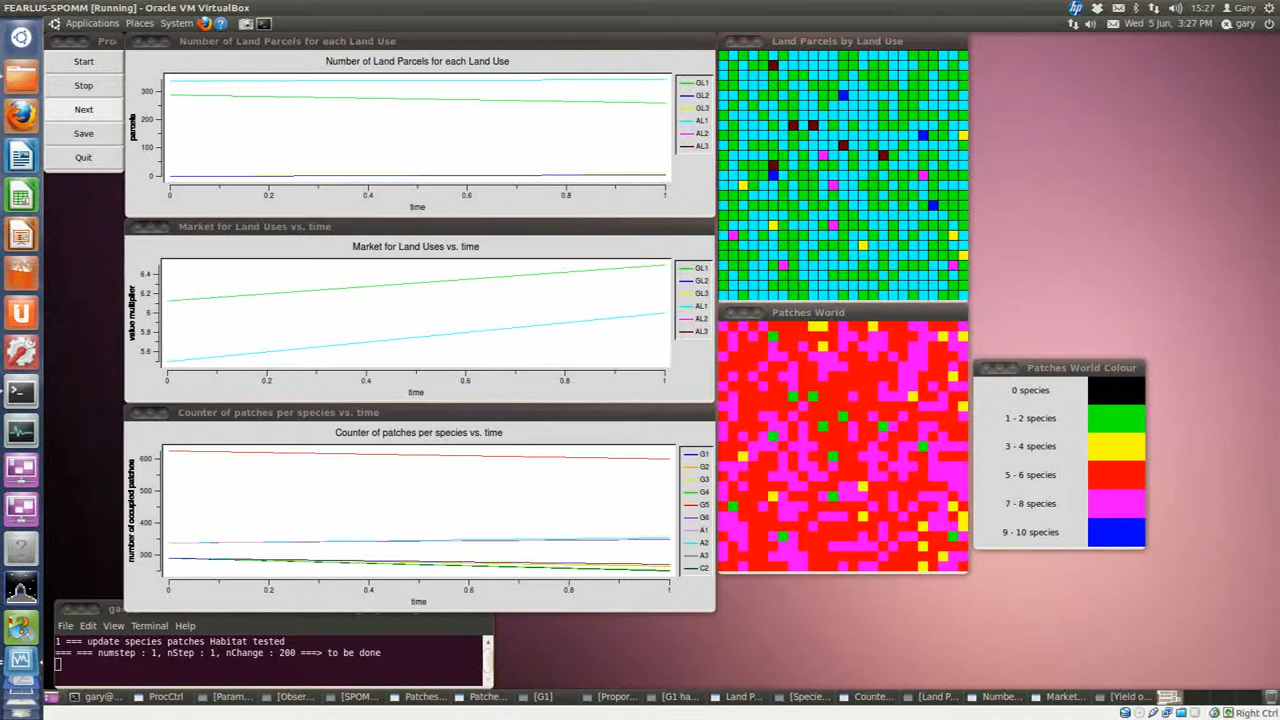 FEARLUS-SPOMM [Running] - Oracle VM VirtualBox
15:27 Gary
Applications Places System
Wed 5 Jun, 3:27 PM gary
Start
Stop
Next
Save
Quit
Number of Land Parcels for each Land Use
Number of Land Parcels for each Land Use
parcels
300
200
100
0
0 0.2 0.4 0.6 0.8 1
time
GL1
GL2
GL3
AL1
AL2
AL3
Market for Land Uses vs. time
Market for Land Uses vs. time
value multiplier
6.4
6.2
6
5.8
5.6
0 0.2 0.4 0.6 0.8 1
time
GL1
GL2
GL3
AL1
AL2
AL3
Counter of patches per species vs. time
Counter of patches per species vs. time
number of occupied patches
600
500
400
300
0 0.2 0.4 0.6 0.8 1
time
G1
G2
G3
G4
G5
G6
A1
A2
A3
C2
Land Parcels by Land Use
Patches World
Patches World Colour
0 species
1 - 2 species
3 - 4 species
5 - 6 species
7 - 8 species
9 - 10 species
File Edit View Terminal Help
1 === update species patches Habitat tested
=== === numstep : 1, nStep : 1, nChange : 200 ===> to be done
gary@... ProcCtrl [Param... [Obser... [SPOM... Patches... Patche... [G1] [Propor... [G1 ha... Land P... [Specie... Counte... [Land P... Numbe... Market... [Yield o...
Right Ctrl